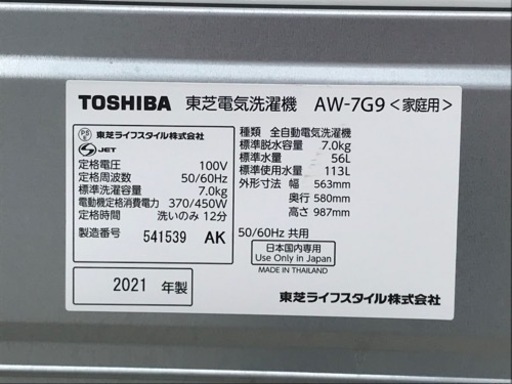 TOSHIBA 東芝電気洗濯機 AW-7G9<家庭用>
PS E
東芝ライフスタイル株式会社
S JET
定格電圧 100V
定格周波数 50/60Hz
標準洗濯容量 7.0kg
電動機定格消費電力 370/450W
定格時間 洗いのみ 12分
製造番号 541539 AK
2021 年製
種類 全自動電気洗濯機
標準脱水容量 7.0kg
標準水量 56L
標準使用水量 113L
外形寸法 幅 563mm
奥行 580mm
高さ 987mm
50/60Hz 共用
日本国内専用
Use Only in Japan
MADE IN THAILAND
東芝ライフスタイル株式会社